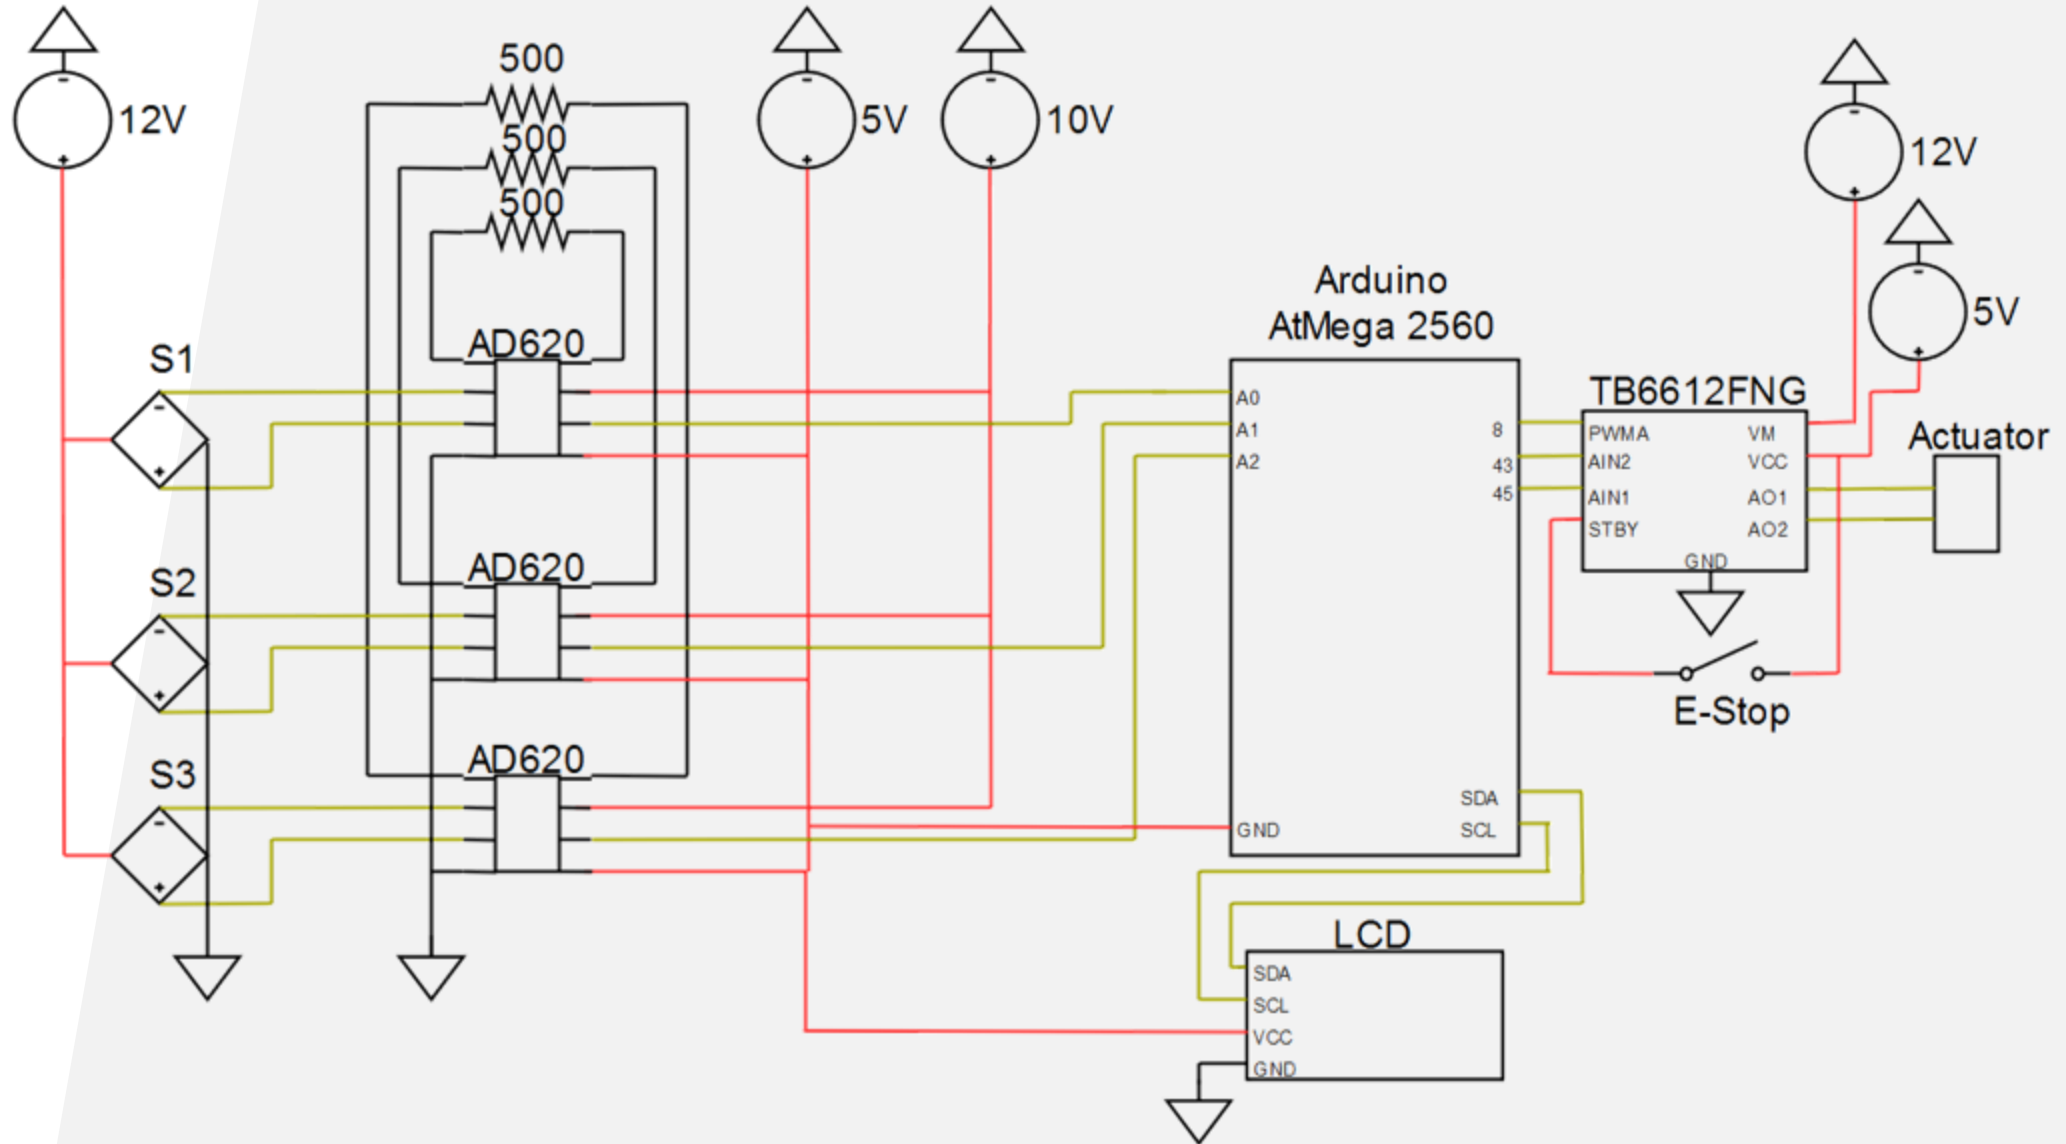 12V
500
500
500
5V
10V
12V
5V
S1
AD620
S2
AD620
S3
AD620
Arduino
AtMega 2560
A0
A1
A2
8
43
45
GND
SDA
SCL
TB6612FNG
PWMA
AIN2
AIN1
STBY
VM
VCC
AO1
AO2
GND
Actuator
E-Stop
LCD
SDA
SCL
VCC
GND